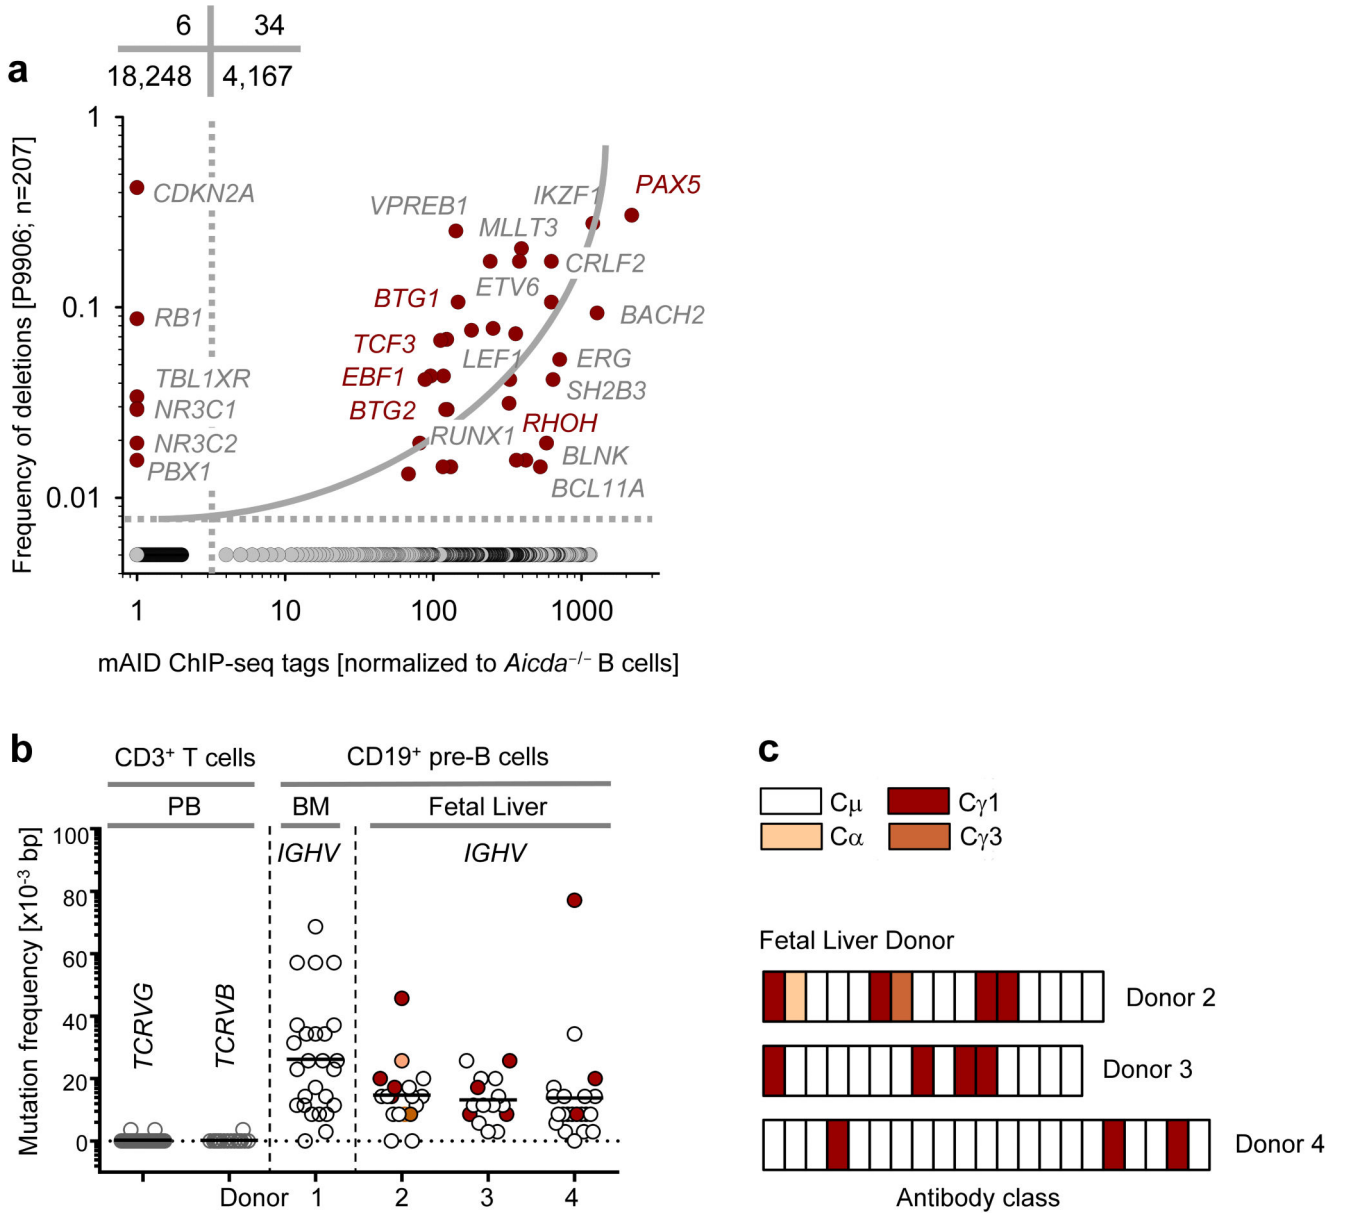 6 34
a
18,248 4,167
1
0.1
0.01
Frequency of deletions [P9906; n=207]
CDKN2A
RB1
TBL1XR
NR3C1
NR3C2
PBX1
VPREB1
IKZF1
PAX5
MLLT3
CRLF2
ETV6
BTG1
BACH2
TCF3
LEF1
ERG
EBF1
SH2B3
BTG2
RHOH
RUNX1
BLNK
BCL11A
1 10 100 1000
mAID ChIP-seq tags [normalized to Aicda⁻/⁻ B cells]
b
CD3⁺ T cells CD19⁺ pre-B cells
PB BM Fetal Liver
IGHV IGHV
TCRVG TCRVB
Mutation frequency [x10⁻³ bp]
100
80
60
40
20
0
Donor 1 2 3 4
c
Cμ Cγ1
Cα Cγ3
Fetal Liver Donor
Donor 2
Donor 3
Donor 4
Antibody class